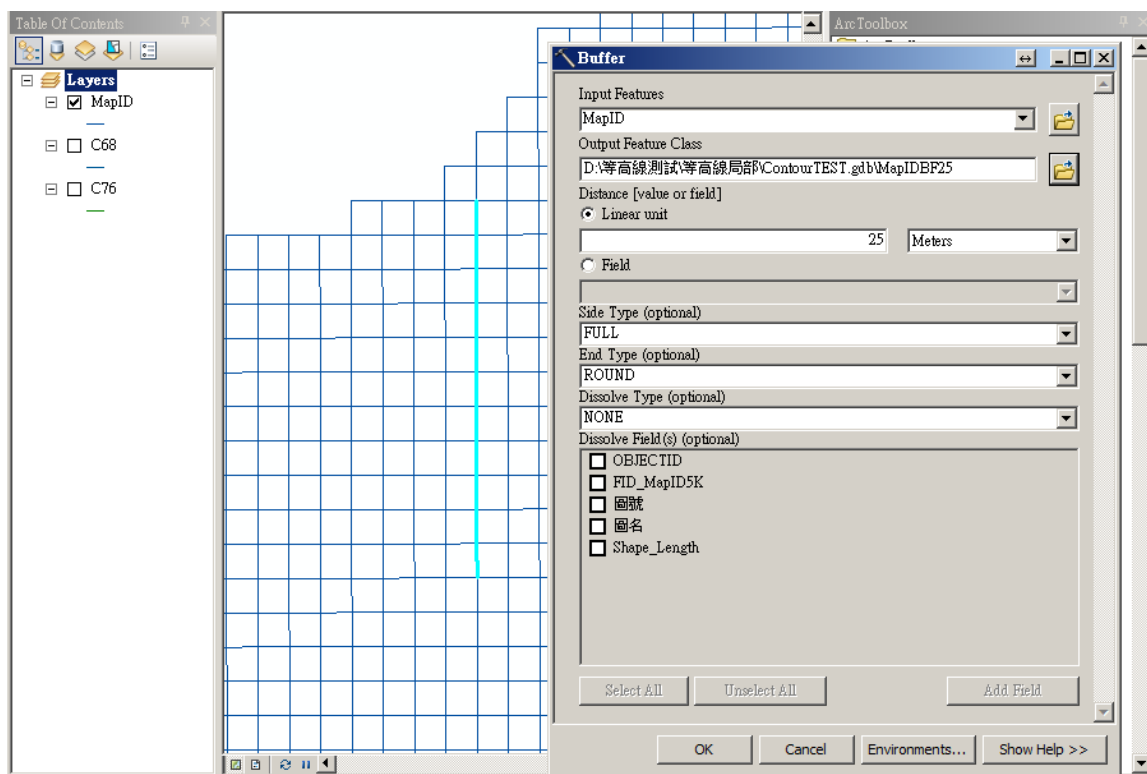 Table Of Contents
Layers
MapID
C68
C76
ArcToolbox
Buffer
Input Features
MapID
Output Feature Class
D:\等高線測試\等高線局部\ContourTEST.gdb\MapIDBF25
Distance [value or field]
Linear unit
25
Meters
Field
Side Type (optional)
FULL
End Type (optional)
ROUND
Dissolve Type (optional)
NONE
Dissolve Field(s) (optional)
OBJECTID
FID_MapID5K
圖號
圖名
Shape_Length
Select All
Unselect All
Add Field
OK
Cancel
Environments...
Show Help >>